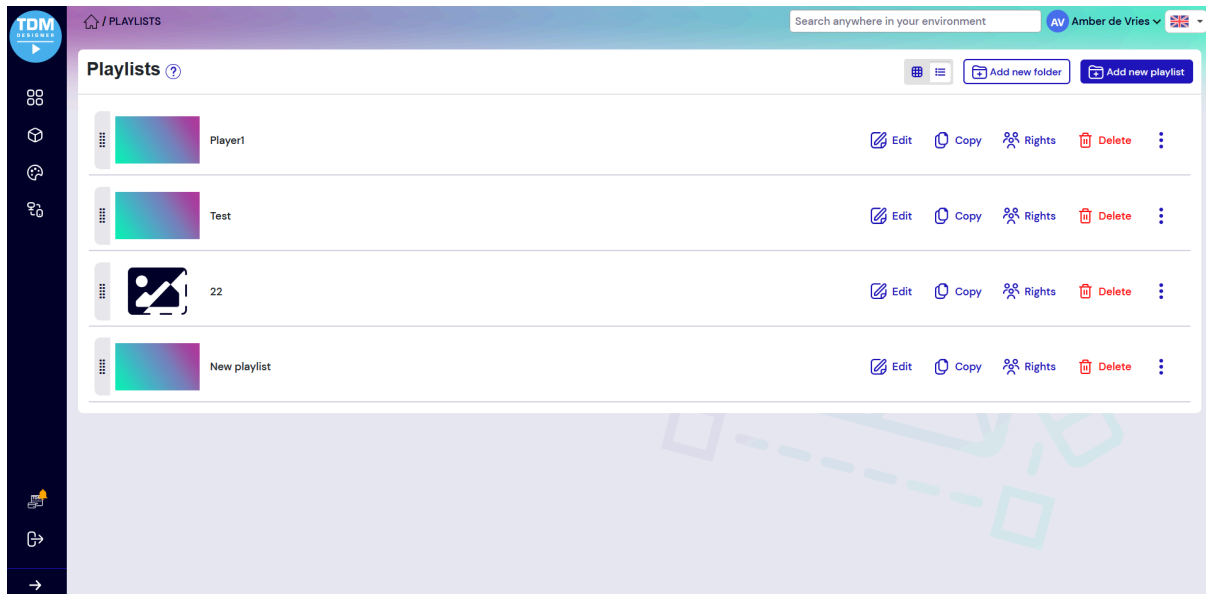 TDM
DESIGNER
/ PLAYLISTS
Search anywhere in your environment
AV
Amber de Vries
Playlists ?
Add new folder
Add new playlist
Player1
Edit
Copy
Rights
Delete
Test
Edit
Copy
Rights
Delete
22
Edit
Copy
Rights
Delete
New playlist
Edit
Copy
Rights
Delete